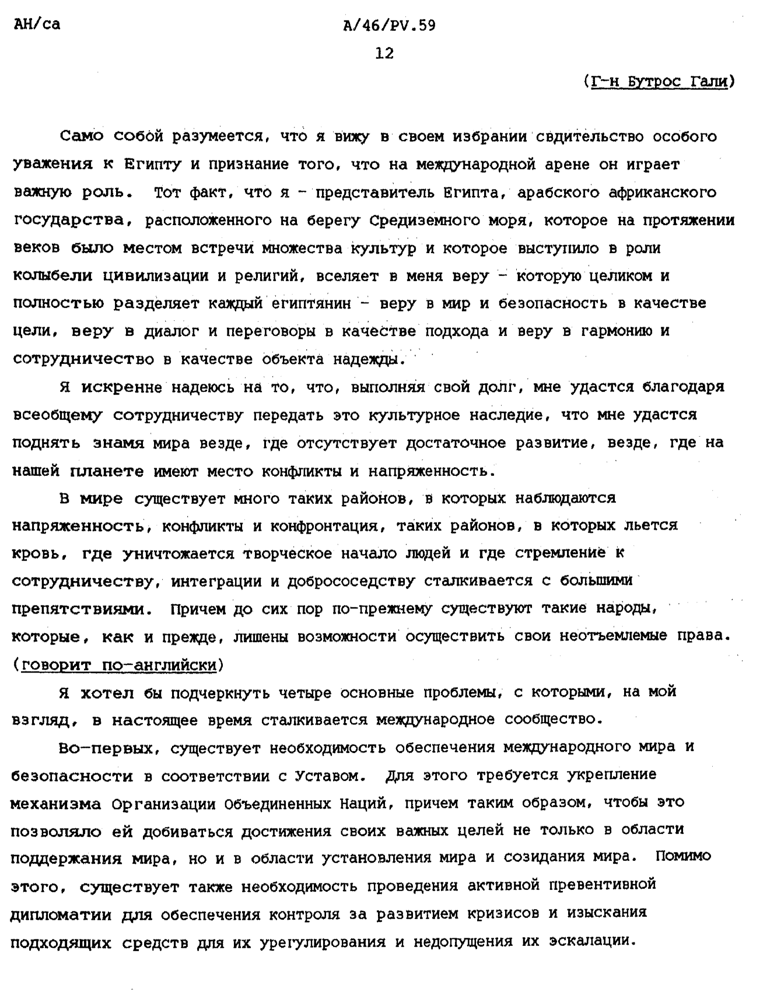 АН/са
A/46/PV.59
12
(Г-н Бутрос Гали)
Само собой разумеется, что я вижу в своем избрании свдительство особого
уважения к Египту и признание того, что на международной арене он играет
важную роль. Тот факт, что я - представитель Египта, арабского африканского
государства, расположенного на берегу Средиземного моря, которое на протяжении
веков было местом встречи множества культур и которое выступило в роли
колыбели цивилизации и религий, вселяет в меня веру - которую целиком и
полностью разделяет каждый египтянин - веру в мир и безопасность в качестве
цели, веру в диалог и переговоры в качестве подхода и веру в гармонию и
сотрудничество в качестве объекта надежды.
Я искренне надеюсь на то, что, выполняя свой долг, мне удастся благодаря
всеобщему сотрудничеству передать это культурное наследие, что мне удастся
поднять знамя мира везде, где отсутствует достаточное развитие, везде, где на
нашей планете имеют место конфликты и напряженность.
В мире существует много таких районов, в которых наблюдаются
напряженность, конфликты и конфронтация, таких районов, в которых льется
кровь, где уничтожается творческое начало людей и где стремление к
сотрудничеству, интеграции и добрососедству сталкивается с большими
препятствиями. Причем до сих пор по-прежнему существуют такие народы,
которые, как и прежде, лишены возможности осуществить свои неотъемлемые права.
(говорит по-английски)
Я хотел бы подчеркнуть четыре основные проблемы, с которыми, на мой
взгляд, в настоящее время сталкивается международное сообщество.
Во-первых, существует необходимость обеспечения международного мира и
безопасности в соответствии с Уставом. Для этого требуется укрепление
механизма Организации Объединенных Наций, причем таким образом, чтобы это
позволяло ей добиваться достижения своих важных целей не только в области
поддержания мира, но и в области установления мира и созидания мира. Помимо
этого, существует также необходимость проведения активной превентивной
дипломатии для обеспечения контроля за развитием кризисов и изыскания
подходящих средств для их урегулирования и недопущения их эскалации.